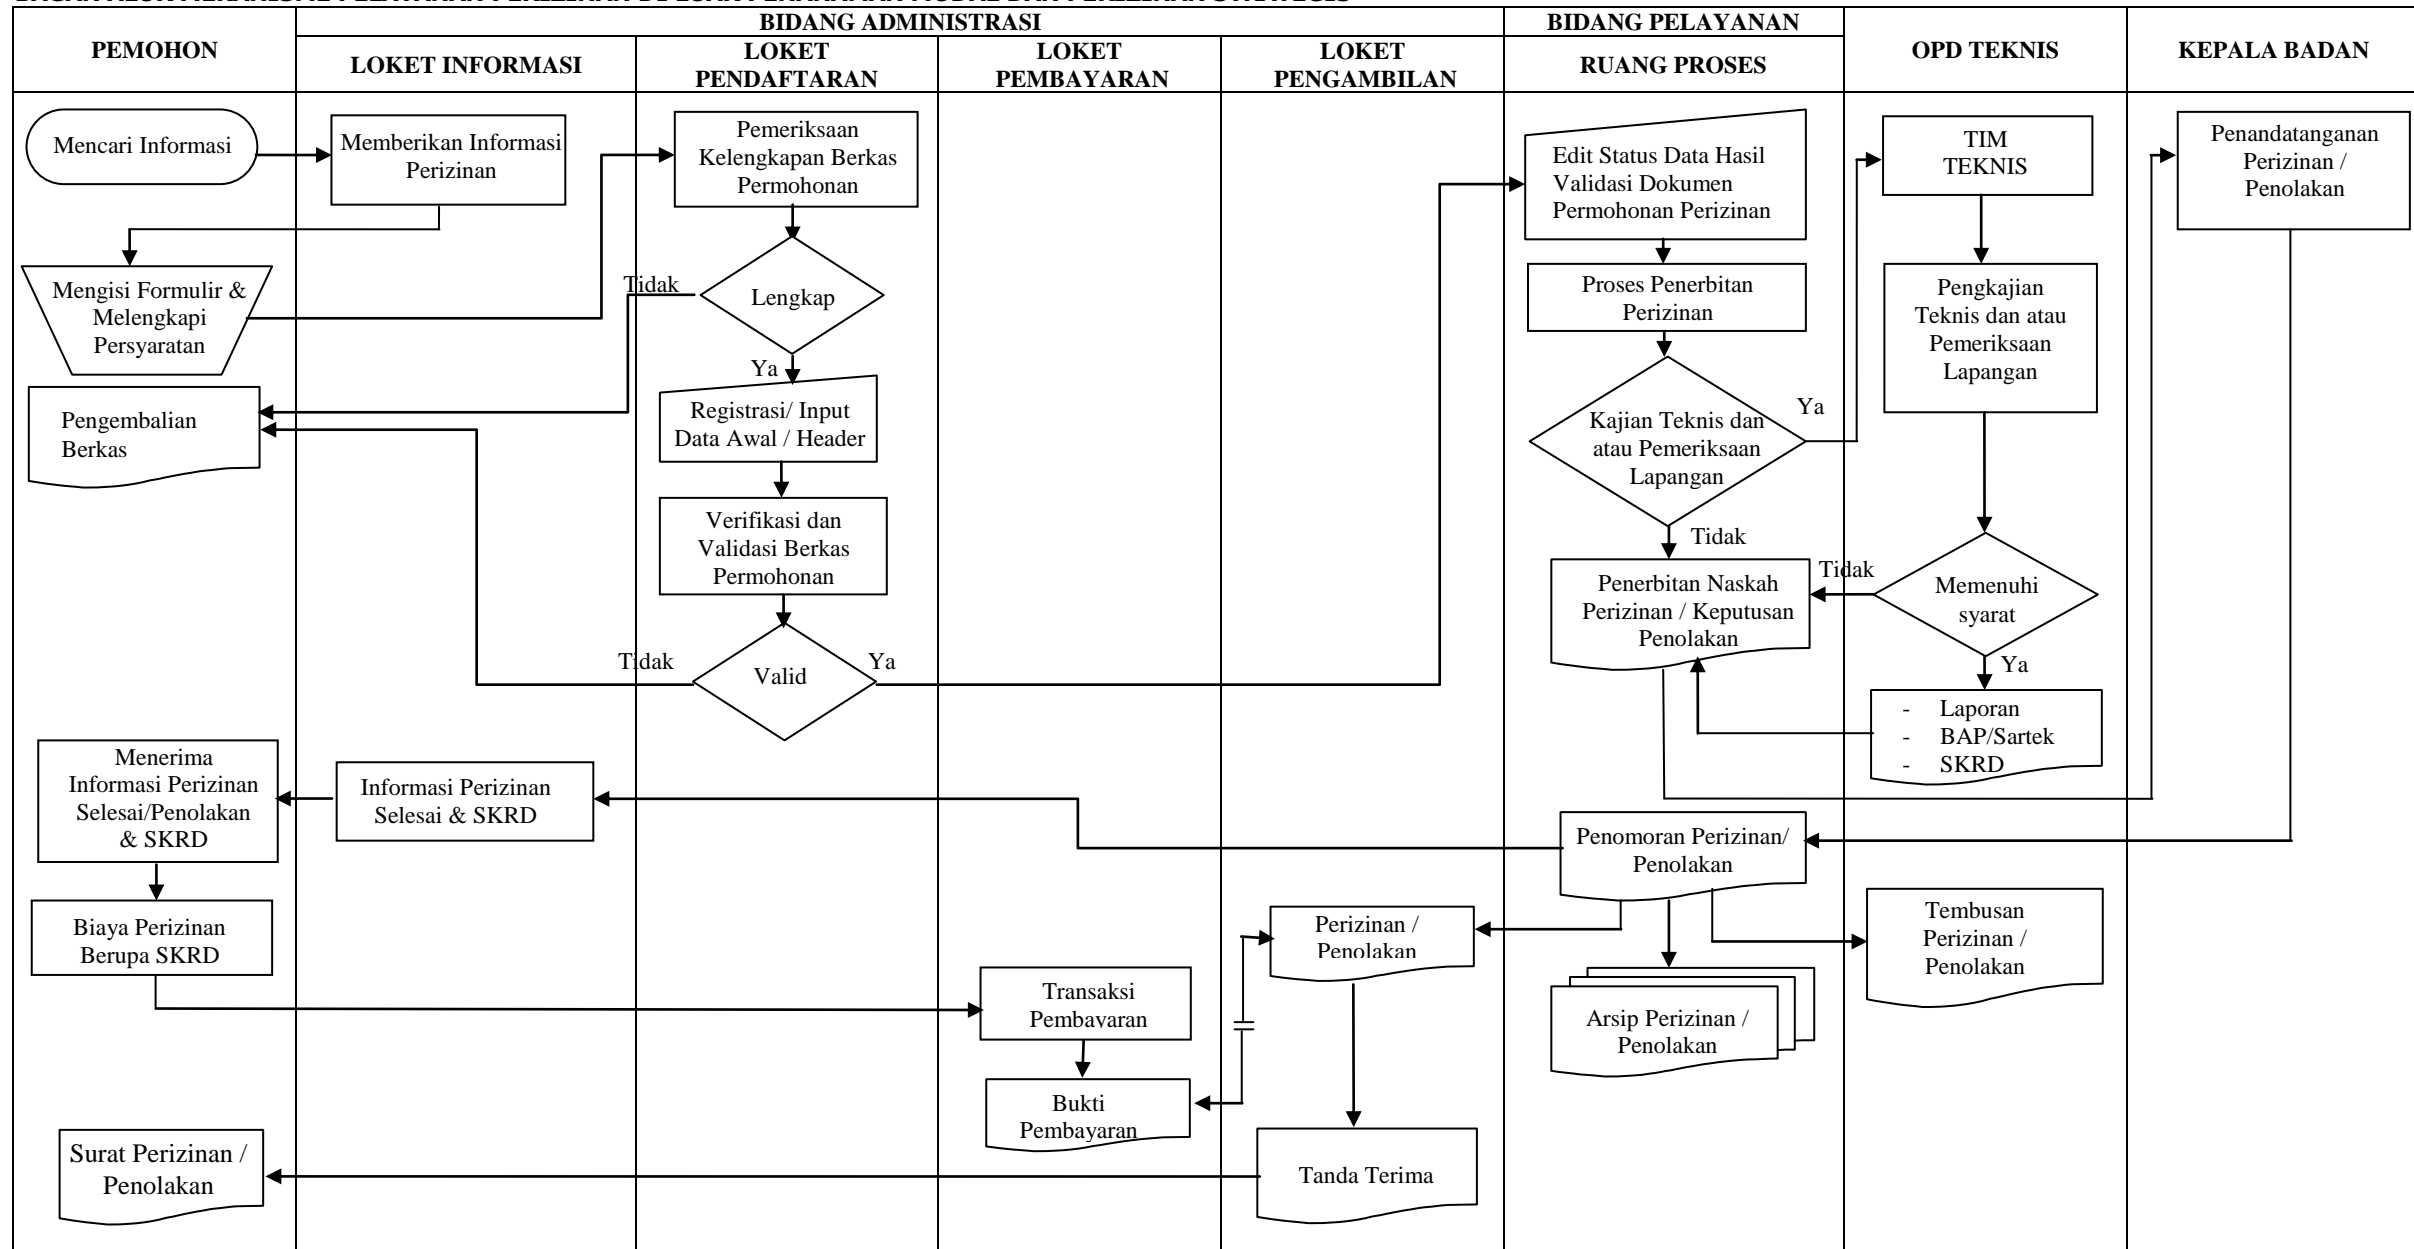 BIDANG ADMINISTRASI
BIDANG PELAYANAN
PEMOHON
LOKET INFORMASI
LOKET
PENDAFTARAN
LOKET
PEMBAYARAN
LOKET
PENGAMBILAN
RUANG PROSES
OPD TEKNIS
KEPALA BADAN
Mencari Informasi
Memberikan Informasi
Perizinan
Pemeriksaan
Kelengkapan Berkas
Permohonan
Edit Status Data Hasil
Validasi Dokumen
Permohonan Perizinan
TIM
TEKNIS
Penandatanganan
Perizinan /
Penolakan
Mengisi Formulir &
Melengkapi
Persyaratan
Tidak
Lengkap
Ya
Proses Penerbitan
Perizinan
Pengkajian
Teknis dan atau
Pemeriksaan
Lapangan
Pengembalian
Berkas
Registrasi/ Input
Data Awal / Header
Kajian Teknis dan
atau Pemeriksaan
Lapangan
Ya
Tidak
Verifikasi dan
Validasi Berkas
Permohonan
Penerbitan Naskah
Perizinan / Keputusan
Penolakan
Tidak
Memenuhi
syarat
Ya
Tidak
Valid
Ya
- Laporan
- BAP/Sartek
- SKRD
Menerima
Informasi Perizinan
Selesai/Penolakan
& SKRD
Informasi Perizinan
Selesai & SKRD
Penomoran Perizinan/
Penolakan
Biaya Perizinan
Berupa SKRD
Perizinan /
Penolakan
Tembusan
Perizinan /
Penolakan
Transaksi
Pembayaran
Arsip Perizinan /
Penolakan
Bukti
Pembayaran
Surat Perizinan /
Penolakan
Tanda Terima